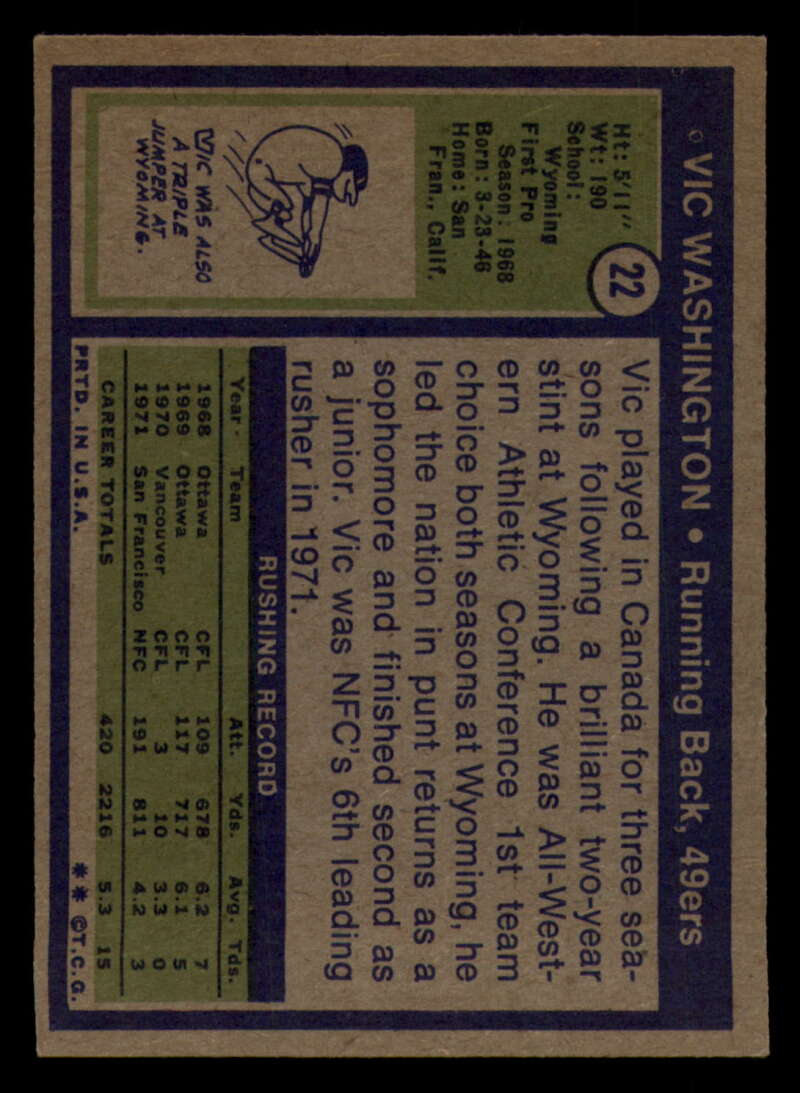 VIC WASHINGTON • Running Back, 49ers
22
Ht: 5'11"
Wt: 190
School:
Wyoming
First Pro
Season: 1968
Born: 3-23-46
Home: San
Fran., Calif.
VIC WAS ALSO
A TRIPLE
JUMPER AT
WYOMING.
Vic played in Canada for three sea-
sons following a brilliant two-year
stint at Wyoming. He was All-West-
ern Athletic Conference 1st team
choice both seasons at Wyoming, he
led the nation in punt returns as a
sophomore and finished second as
a junior. Vic was NFC's 6th leading
rusher in 1971.
RUSHING RECORD
Year - Team Att. Yds. Avg. Tds.
1968 Ottawa CFL 109 678 6.2 7
1969 Ottawa CFL 117 717 6.1 5
1970 Vancouver CFL 3 10 3.3 0
1971 San Francisco NFC 191 811 4.2 3
CAREER TOTALS 420 2216 5.3 15
PRTD. IN U.S.A. ** ©T.C.G.